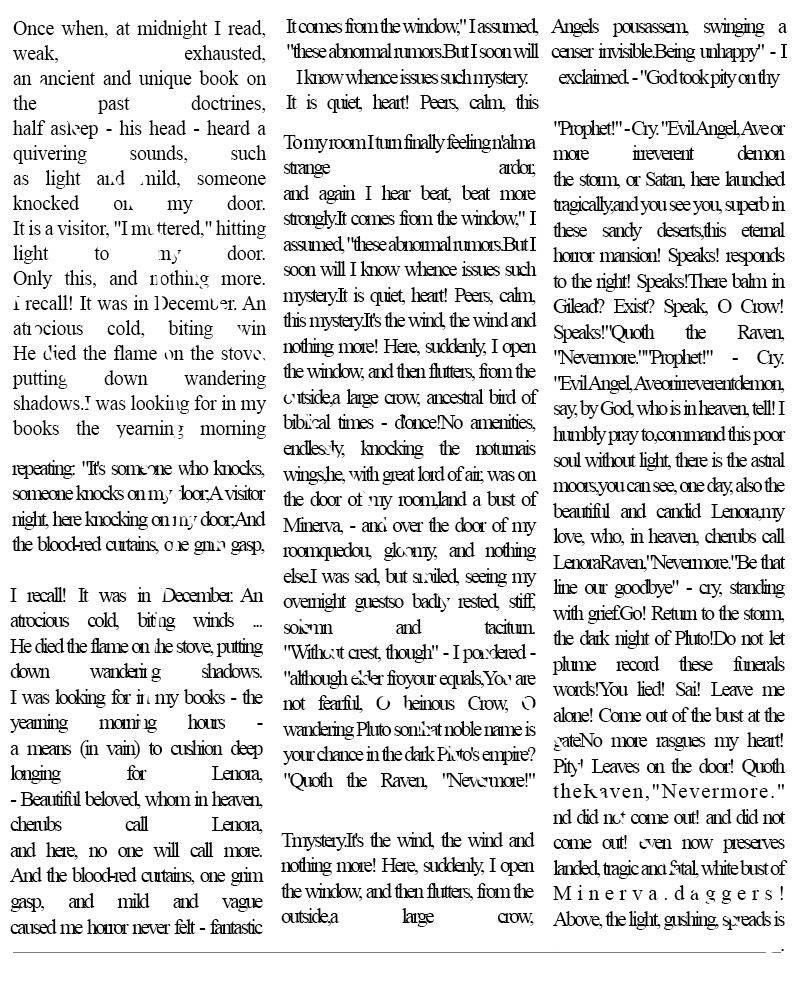 Once when, at midnight I read,
weak, exhausted,
an ancient and unique book on
the past doctrines,
half asleep - his head - heard a
quivering sounds, such
as light and mild, someone
knocked on my door.
It is a visitor, "I muttered," hitting
light to my door.
Only this, and nothing more.
I recall! It was in December. An
atrocious cold, biting win
He died the flame on the stove,
putting down wandering
shadows.I was looking for in my
books the yearning morning
repeating: "It's someone who knocks,
someone knocks on my door;A visitor
night, here knocking on my door;And
the blood-red curtains, one grim gasp,
I recall! It was in December. An
atrocious cold, biting winds ...
He died the flame on the stove, putting
down wandering shadows.
I was looking for in my books - the
yearning morning hours -
a means (in vain) to cushion deep
longing for Lenora,
- Beautiful beloved, whom in heaven,
cherubs call Lenora,
and here, no one will call more.
And the blood-red curtains, one grim
gasp, and mild and vague
caused me horror never felt - fantastic
It comes from the window," I assumed,
"these abnormal rumors.But I soon will
I know whence issues such mystery.
It is quiet, heart! Peers, calm, this
To my room I turn finally feeling n'alma
strange ardor,
and again I hear beat, beat more
strongly.It comes from the window," I
assumed, "these abnormal rumors.But I
soon will I know whence issues such
mystery.It is quiet, heart! Peers, calm,
this mystery.It's the wind, the wind and
nothing more! Here, suddenly, I open
the window, and then flutters, from the
outside,a large crow, ancestral bird of
biblical times - d'once!No amenities,
endlessly, knocking the noturnais
wings,he, with great lord of air, was on
the door of my room,land a bust of
Minerva, - and over the door of my
roomquedou, gloomy, and nothing
else.I was sad, but smiled, seeing my
overnight guestso badly rested, stiff,
solemn and taciturn.
"Without crest, though" - I pondered -
"although elder froyour equals,You are
not fearful, O heinous Crow, O
wandering Pluto son.hat noble name is
your chance in the dark Pluto's empire?
"Quoth the Raven, "Nevermore!"
Tmystery.It's the wind, the wind and
nothing more! Here, suddenly, I open
the window, and then flutters, from the
outside,a large crow,
Angels pousassem, swinging a
censer invisible.Being unhappy" - I
exclaimed. - "God took pity on thy
"Prophet!" - Cry. "Evil Angel, Ave or
more irreverent demon
the storm, or Satan, here launched
tragically,and you see you, superb in
these sandy deserts,this eternal
horror mansion! Speaks! responds
to the right! Speaks!There balm in
Gilead? Exist? Speak, O Crow!
Speaks!"Quoth the Raven,
"Nevermore.""Prophet!" - Cry.
"Evil Angel, Aveorirreverentdemon,
say, by God, who is in heaven, tell! I
humbly pray to,command this poor
soul without light, there is the astral
moors.you can see, one day, also the
beautiful and candid Lenora,my
love, who, in heaven, cherubs call
LenoraRaven,"Nevermore."Be that
line our goodbye" - cry, standing
with grief.Go! Return to the storm,
the dark night of Pluto!Do not let
plume record these funerals
words!You lied! Sai! Leave me
alone! Come out of the bust at the
gateNo more rasgues my heart!
Pity! Leaves on the door! Quoth
theRaven,"Nevermore."
nd did not come out! and did not
come out! even now preserves
landed, tragic and fatal, white bust of
Minerva.daggers!
Above, the light, gushing, spreads is